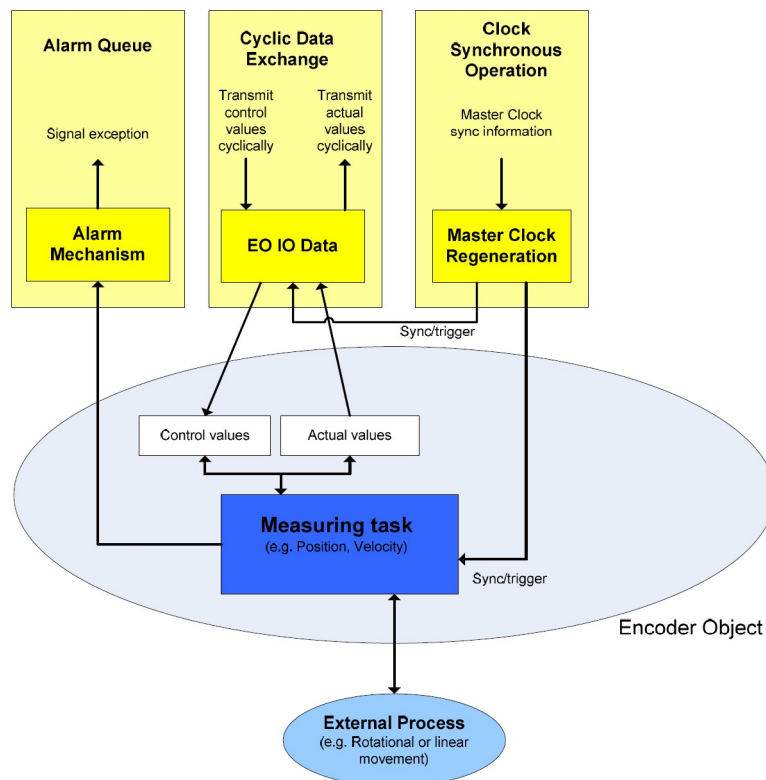 Alarm Queue
Signal exception
Alarm
Mechanism
Cyclic Data
Exchange
Transmit
control
values
cyclically
Transmit
actual
values
cyclically
EO IO Data
Clock
Synchronous
Operation
Master Clock
sync information
Master Clock
Regeneration
Sync/trigger
Control values
Actual values
Measuring task
(e.g. Position, Velocity)
Sync/trigger
Encoder Object
External Process
(e.g. Rotational or linear
movement)